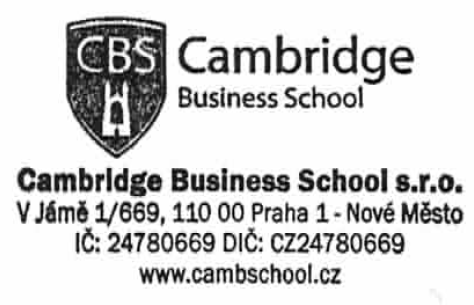 CBS Cambridge
Business School
Cambridge Business School s.r.o.
V Jámě 1/669, 110 00 Praha 1 - Nové Město
IČ: 24780669 DIČ: CZ24780669
www.cambschool.cz